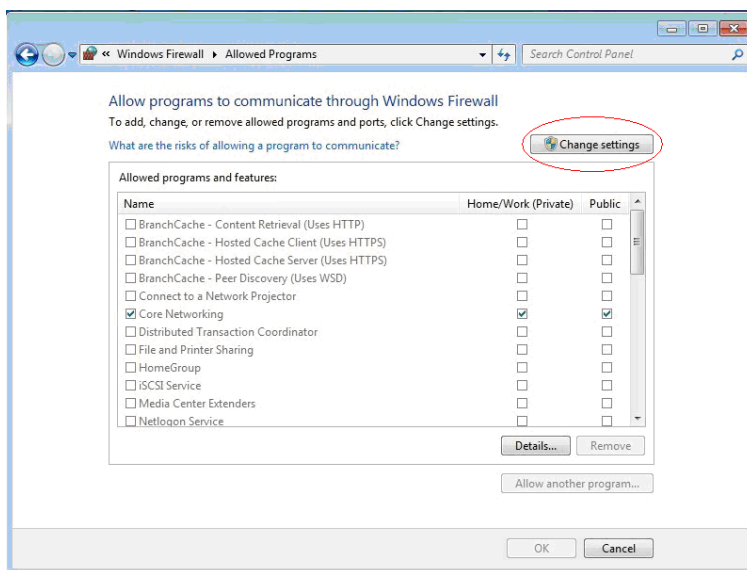 « Windows Firewall ▸ Allowed Programs
Search Control Panel
Allow programs to communicate through Windows Firewall
To add, change, or remove allowed programs and ports, click Change settings.
What are the risks of allowing a program to communicate?
Change settings
Allowed programs and features:
Name Home/Work (Private) Public
BranchCache - Content Retrieval (Uses HTTP)
BranchCache - Hosted Cache Client (Uses HTTPS)
BranchCache - Hosted Cache Server (Uses HTTPS)
BranchCache - Peer Discovery (Uses WSD)
Connect to a Network Projector
Core Networking
Distributed Transaction Coordinator
File and Printer Sharing
HomeGroup
iSCSI Service
Media Center Extenders
Netlogon Service
Details... Remove
Allow another program...
OK Cancel